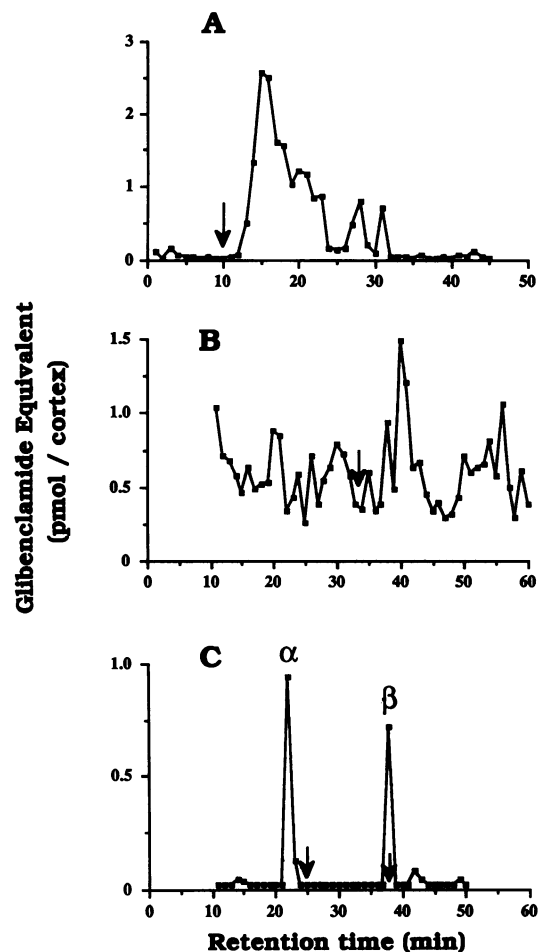 A
3
2
1
0
0 10 20 30 40 50
Glibenclamide Equivalent
(pmol / cortex)
B
1.5
1.0
0.5
0
0 10 20 30 40 50 60
C
α
β
1.0
0.5
0
0 10 20 30 40 50 60
Retention time (min)